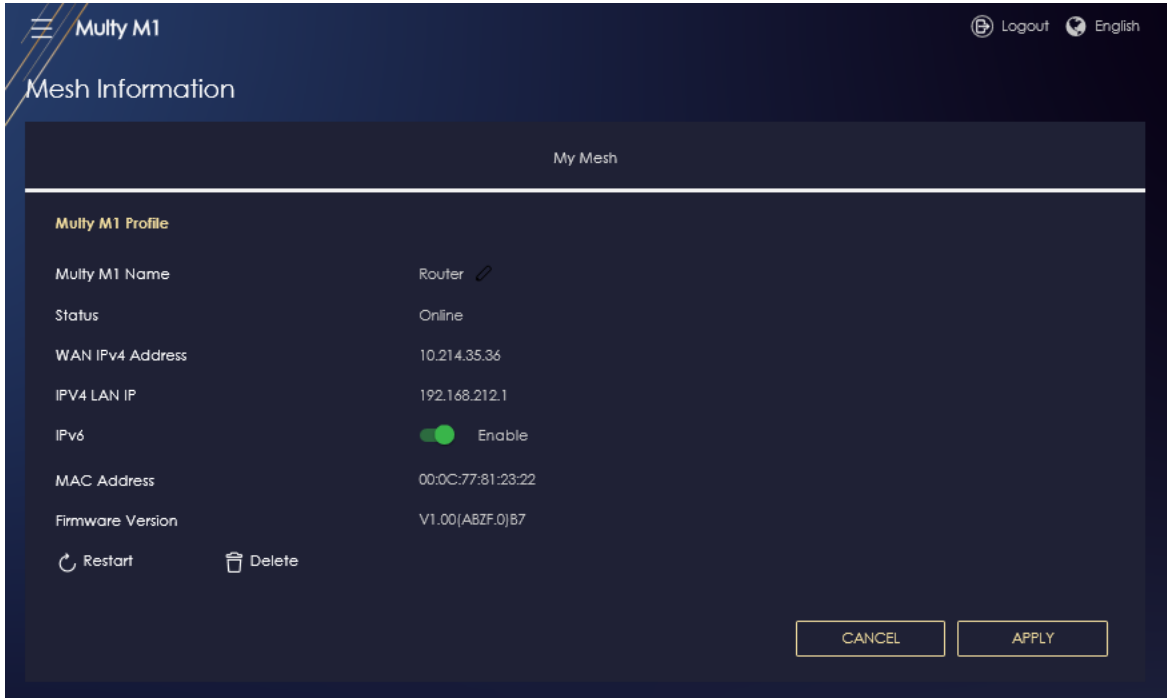 Multy M1
Logout English
Mesh Information
My Mesh
Multy M1 Profile
Multy M1 Name Router
Status Online
WAN IPv4 Address 10.214.35.36
IPV4 LAN IP 192.168.212.1
IPv6 Enable
MAC Address 00:0C:77:81:23:22
Firmware Version V1.00(ABZF.0)B7
Restart Delete
CANCEL APPLY